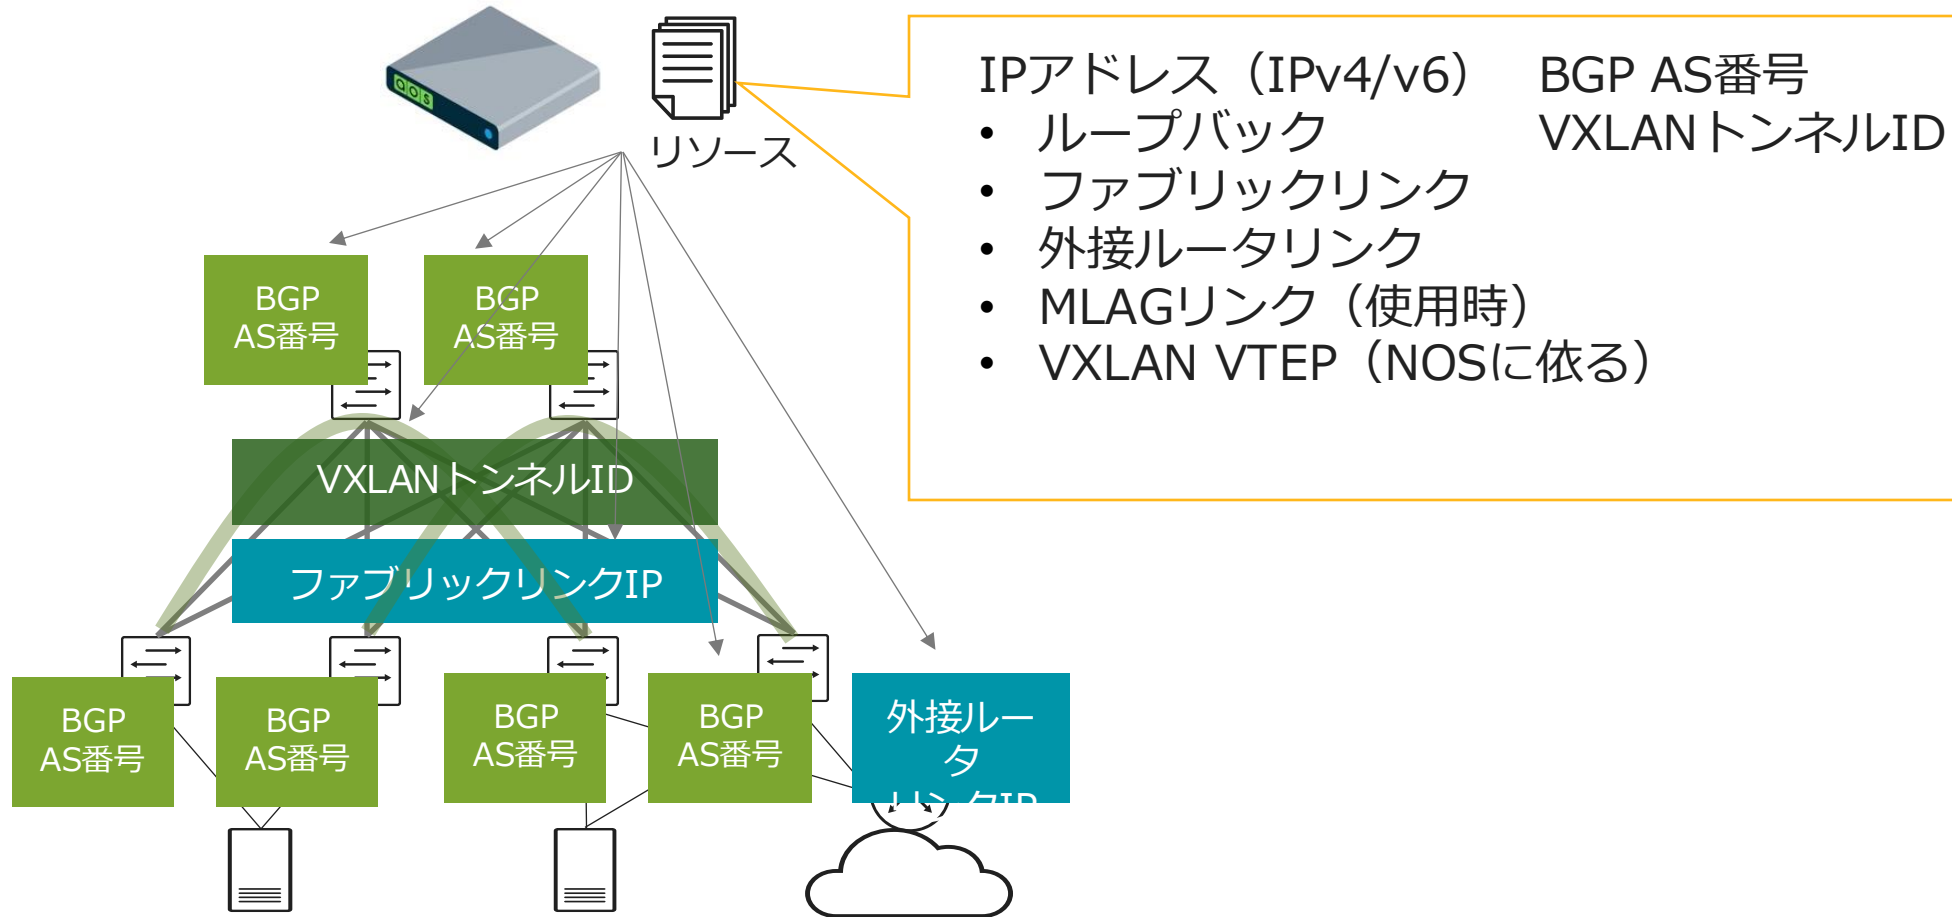 aos
リソース
IPアドレス（IPv4/v6）
• ループバック
• ファブリックリンク
• 外接ルータリンク
• MLAGリンク（使用時）
• VXLAN VTEP（NOSに依る）
BGP AS番号
VXLANトンネルID
BGP
AS番号
BGP
AS番号
VXLANトンネルID
ファブリックリンクIP
BGP
AS番号
BGP
AS番号
BGP
AS番号
BGP
AS番号
外接ルー
タ
リンクIP